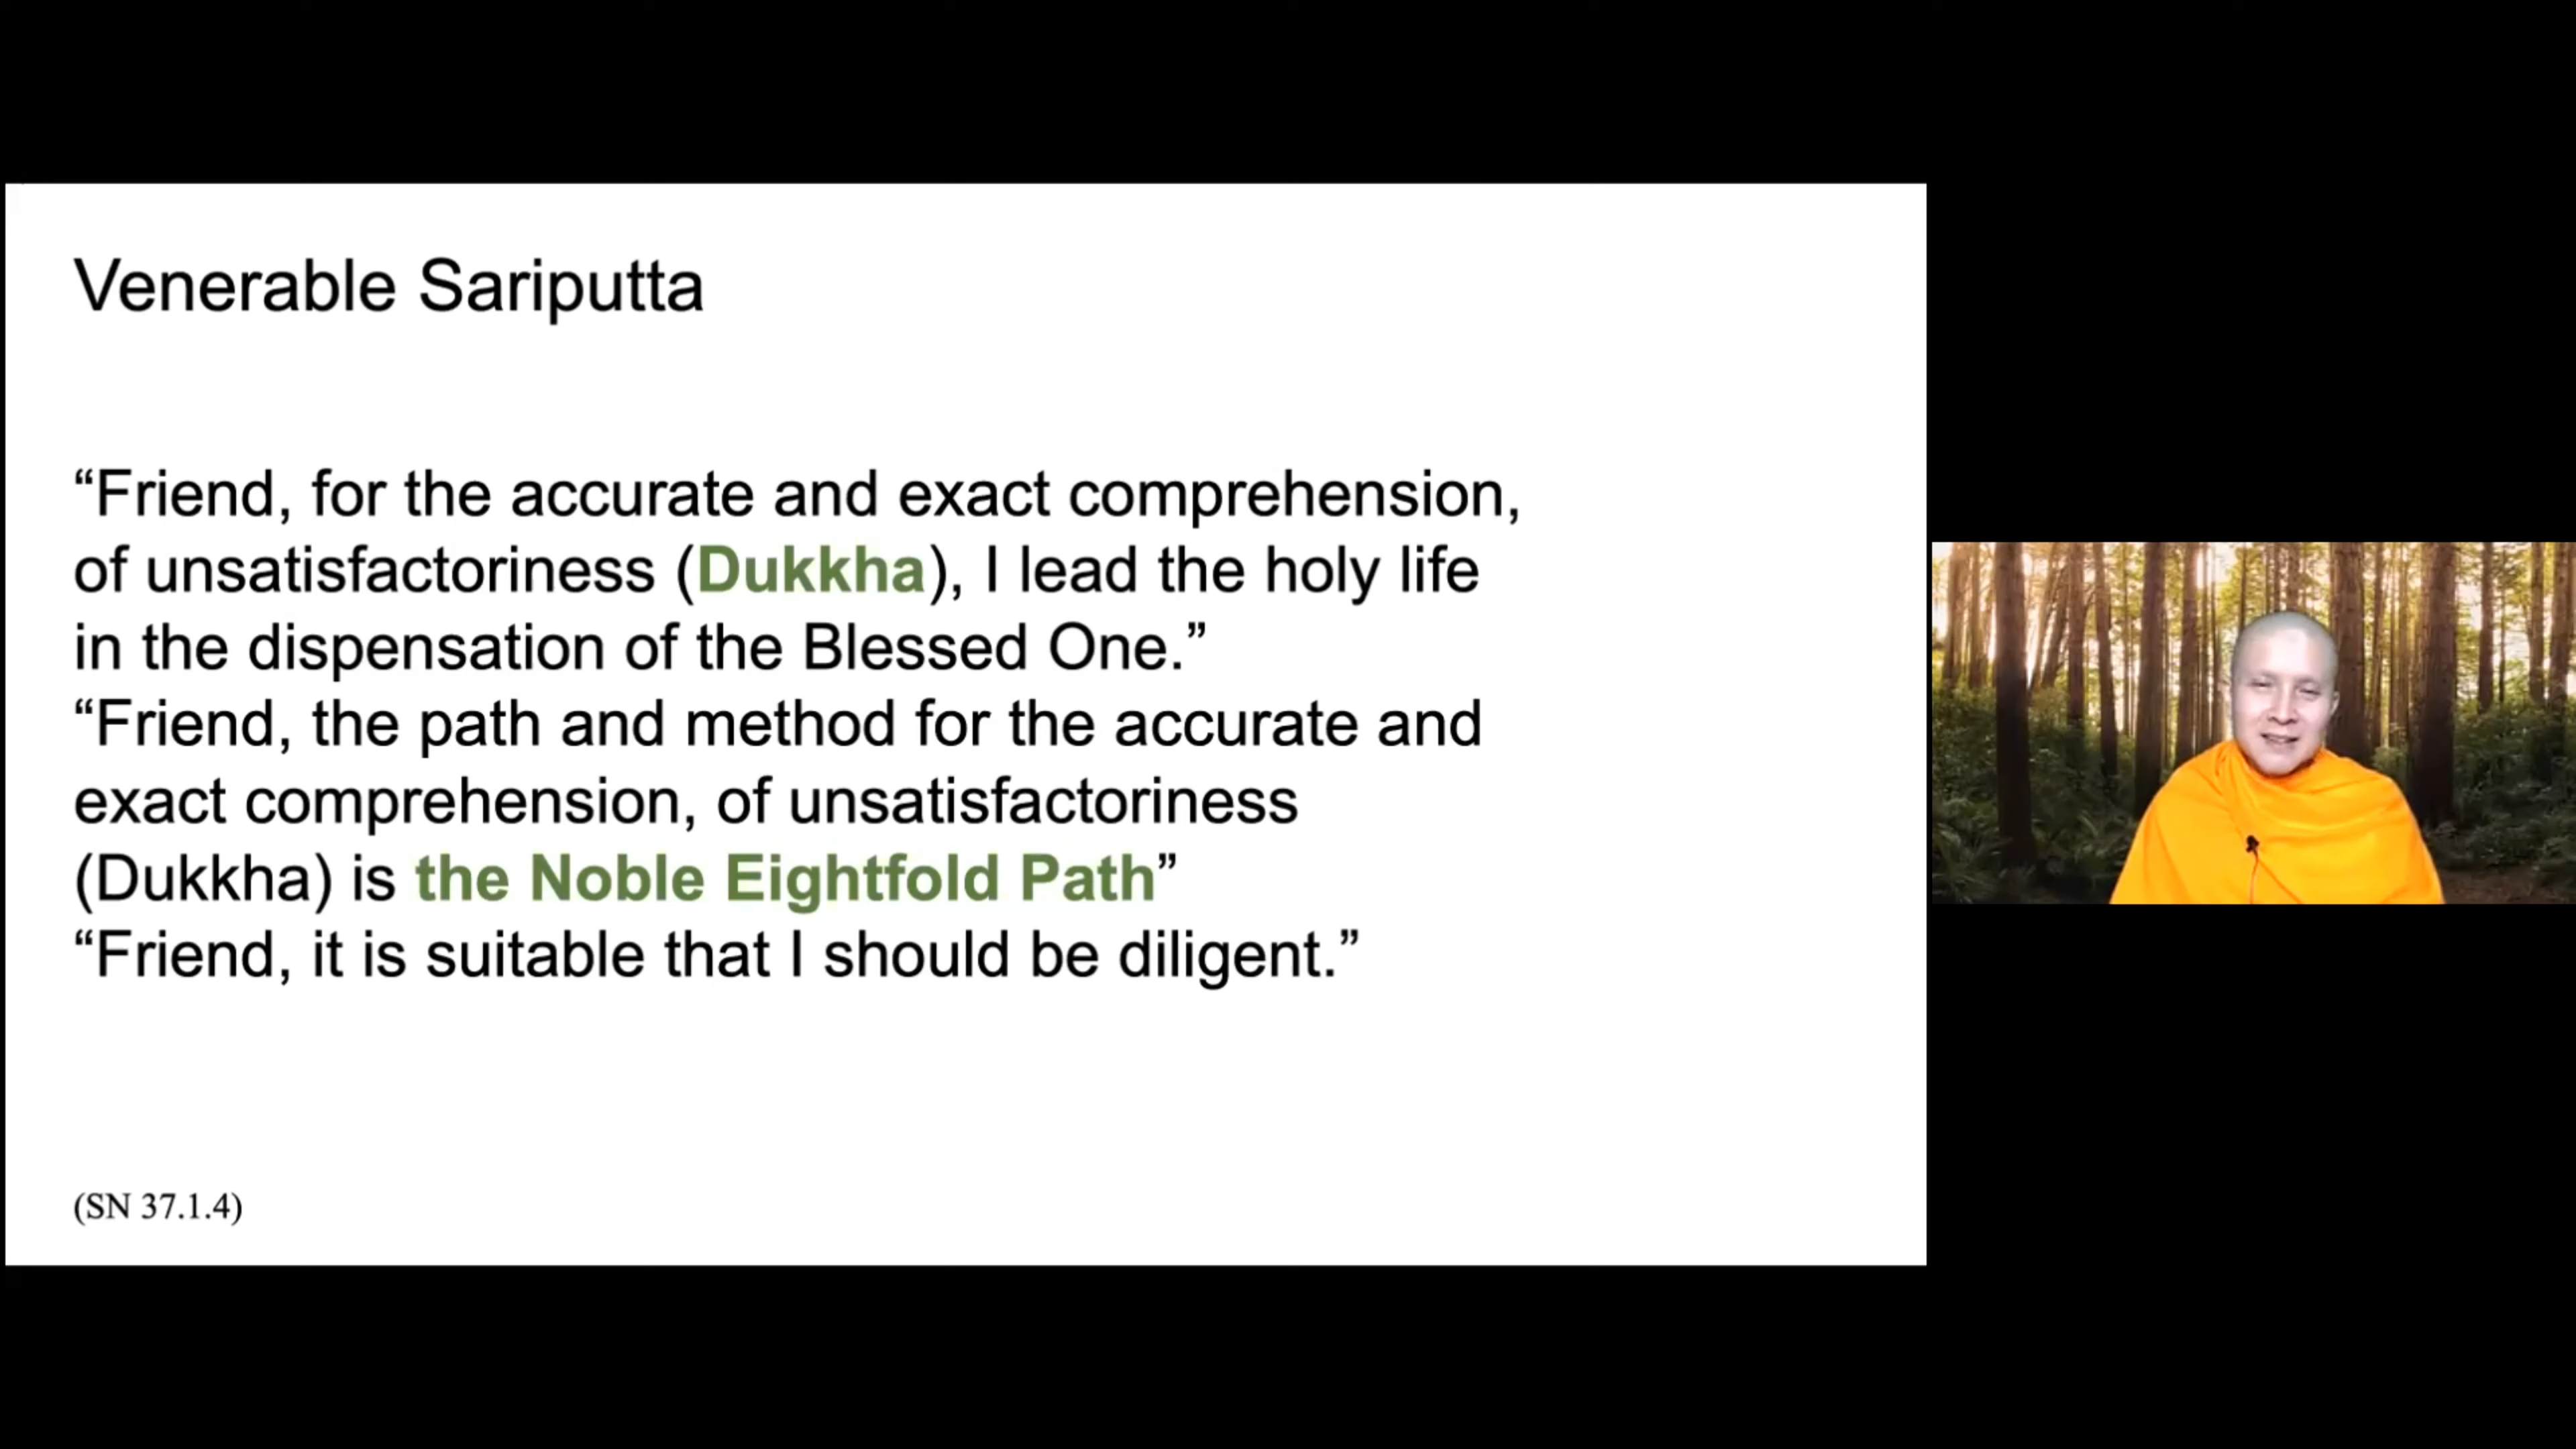 Venerable Sariputta
“Friend, for the accurate and exact comprehension,
of unsatisfactoriness (Dukkha), I lead the holy life
in the dispensation of the Blessed One.”
“Friend, the path and method for the accurate and
exact comprehension, of unsatisfactoriness
(Dukkha) is the Noble Eightfold Path”
“Friend, it is suitable that I should be diligent.”
(SN 37.1.4)